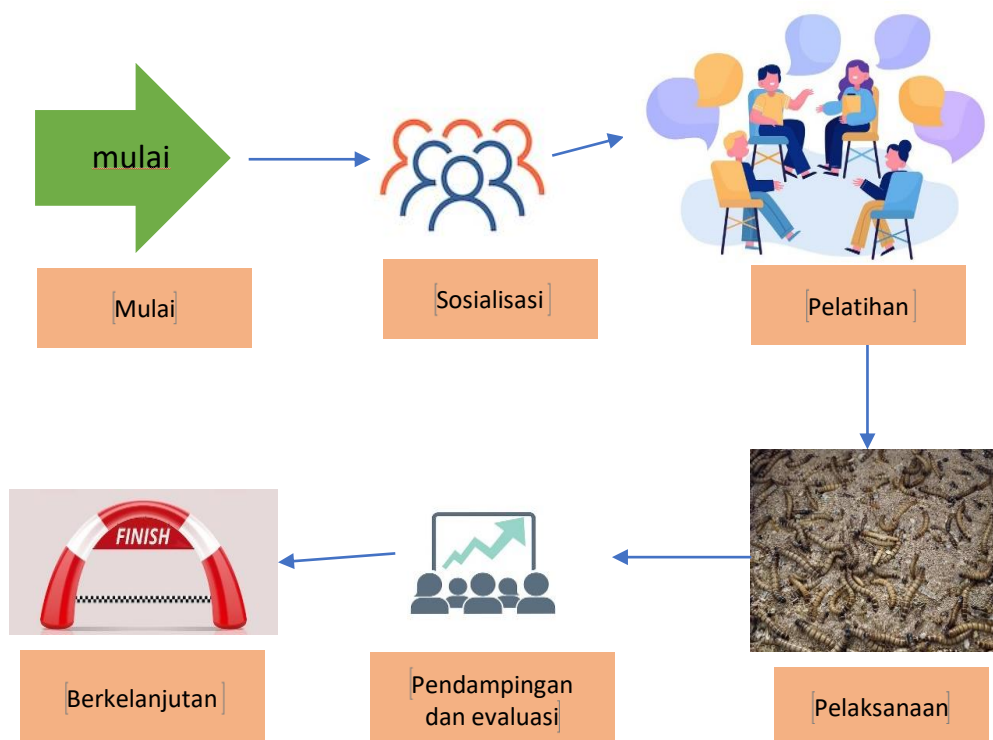 mulai
[Mulai]
[Sosialisasi ]
[Pelatihan ]
FINISH
[Berkelanjutan ]
[Pendampingan
dan evaluasi]
[Pelaksanaan]